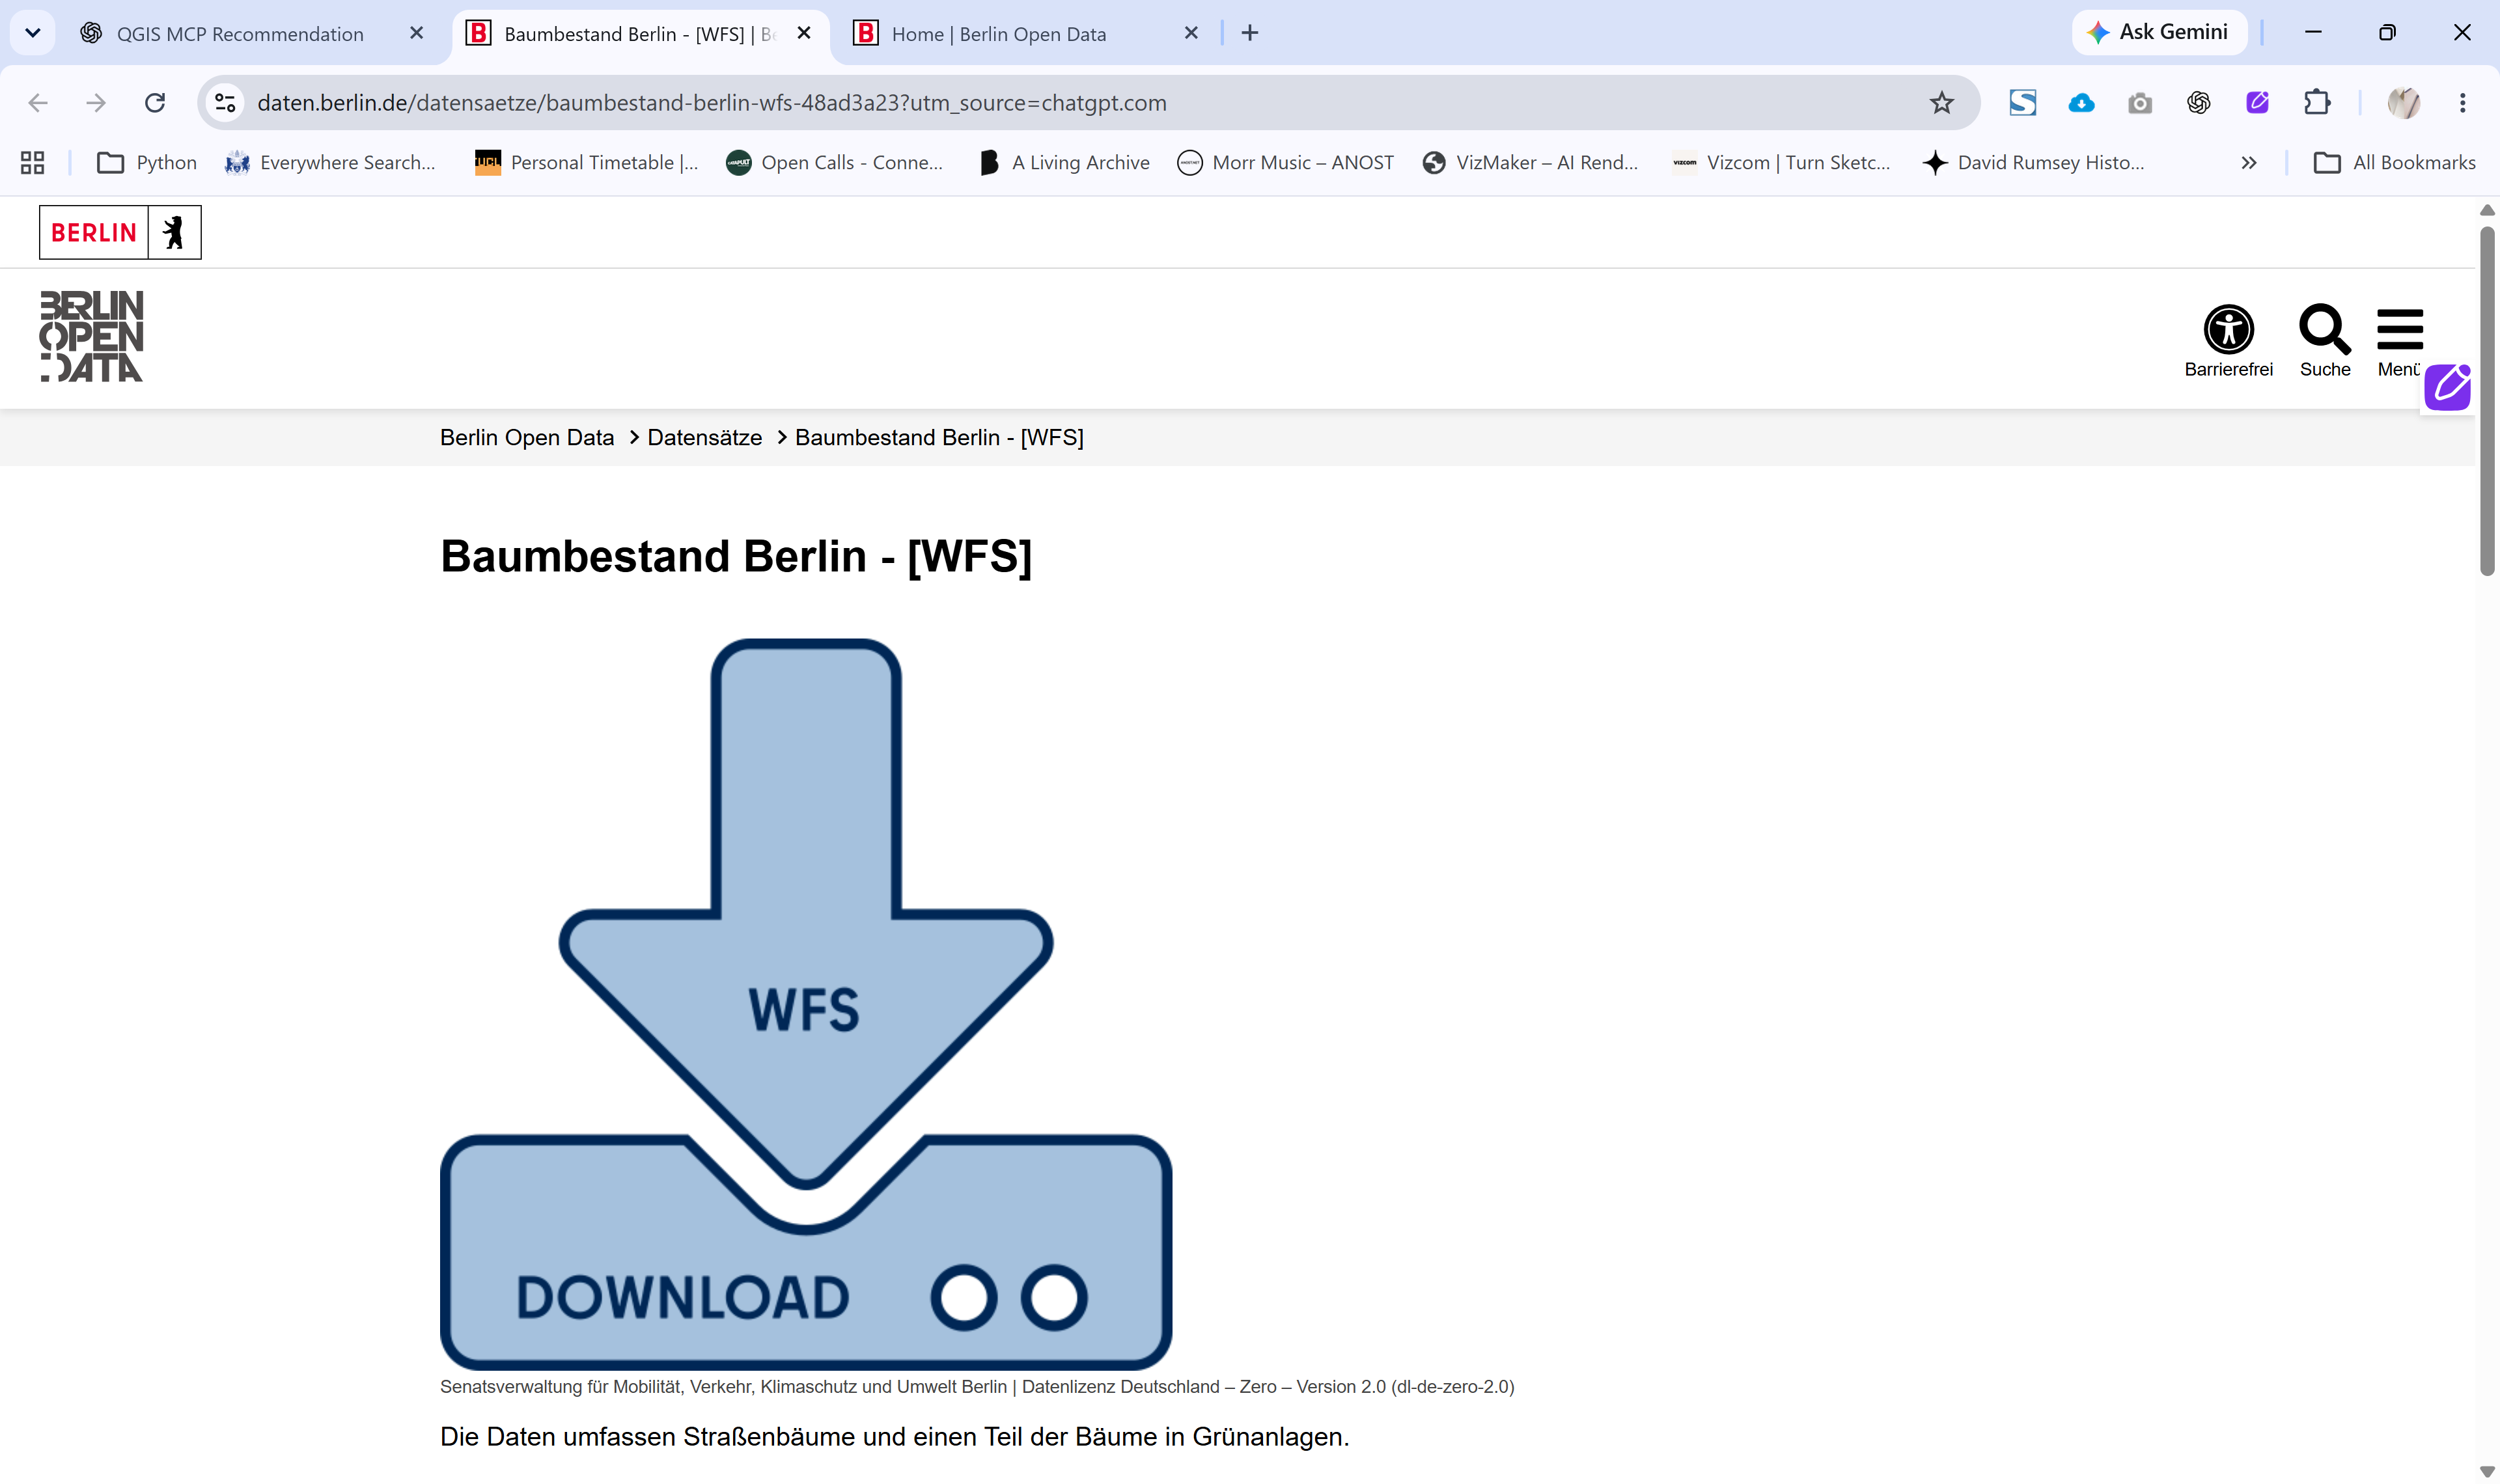 QGIS MCP Recommendation
Baumbestand Berlin - [WFS] | Be
Home | Berlin Open Data
Ask Gemini
daten.berlin.de/datensaetze/baumbestand-berlin-wfs-48ad3a23?utm_source=chatgpt.com
Python
Everywhere Search...
Personal Timetable |...
Open Calls - Conne...
A Living Archive
Morr Music – ANOST
VizMaker – AI Rend...
Vizcom | Turn Sketc...
David Rumsey Histo...
All Bookmarks
BERLIN
BERLIN
OPEN
DATA
Barrierefrei
Suche
Menü
Berlin Open Data > Datensätze > Baumbestand Berlin - [WFS]
Baumbestand Berlin - [WFS]
WFS
DOWNLOAD
Senatsverwaltung für Mobilität, Verkehr, Klimaschutz und Umwelt Berlin | Datenlizenz Deutschland – Zero – Version 2.0 (dl-de-zero-2.0)
Die Daten umfassen Straßenbäume und einen Teil der Bäume in Grünanlagen.